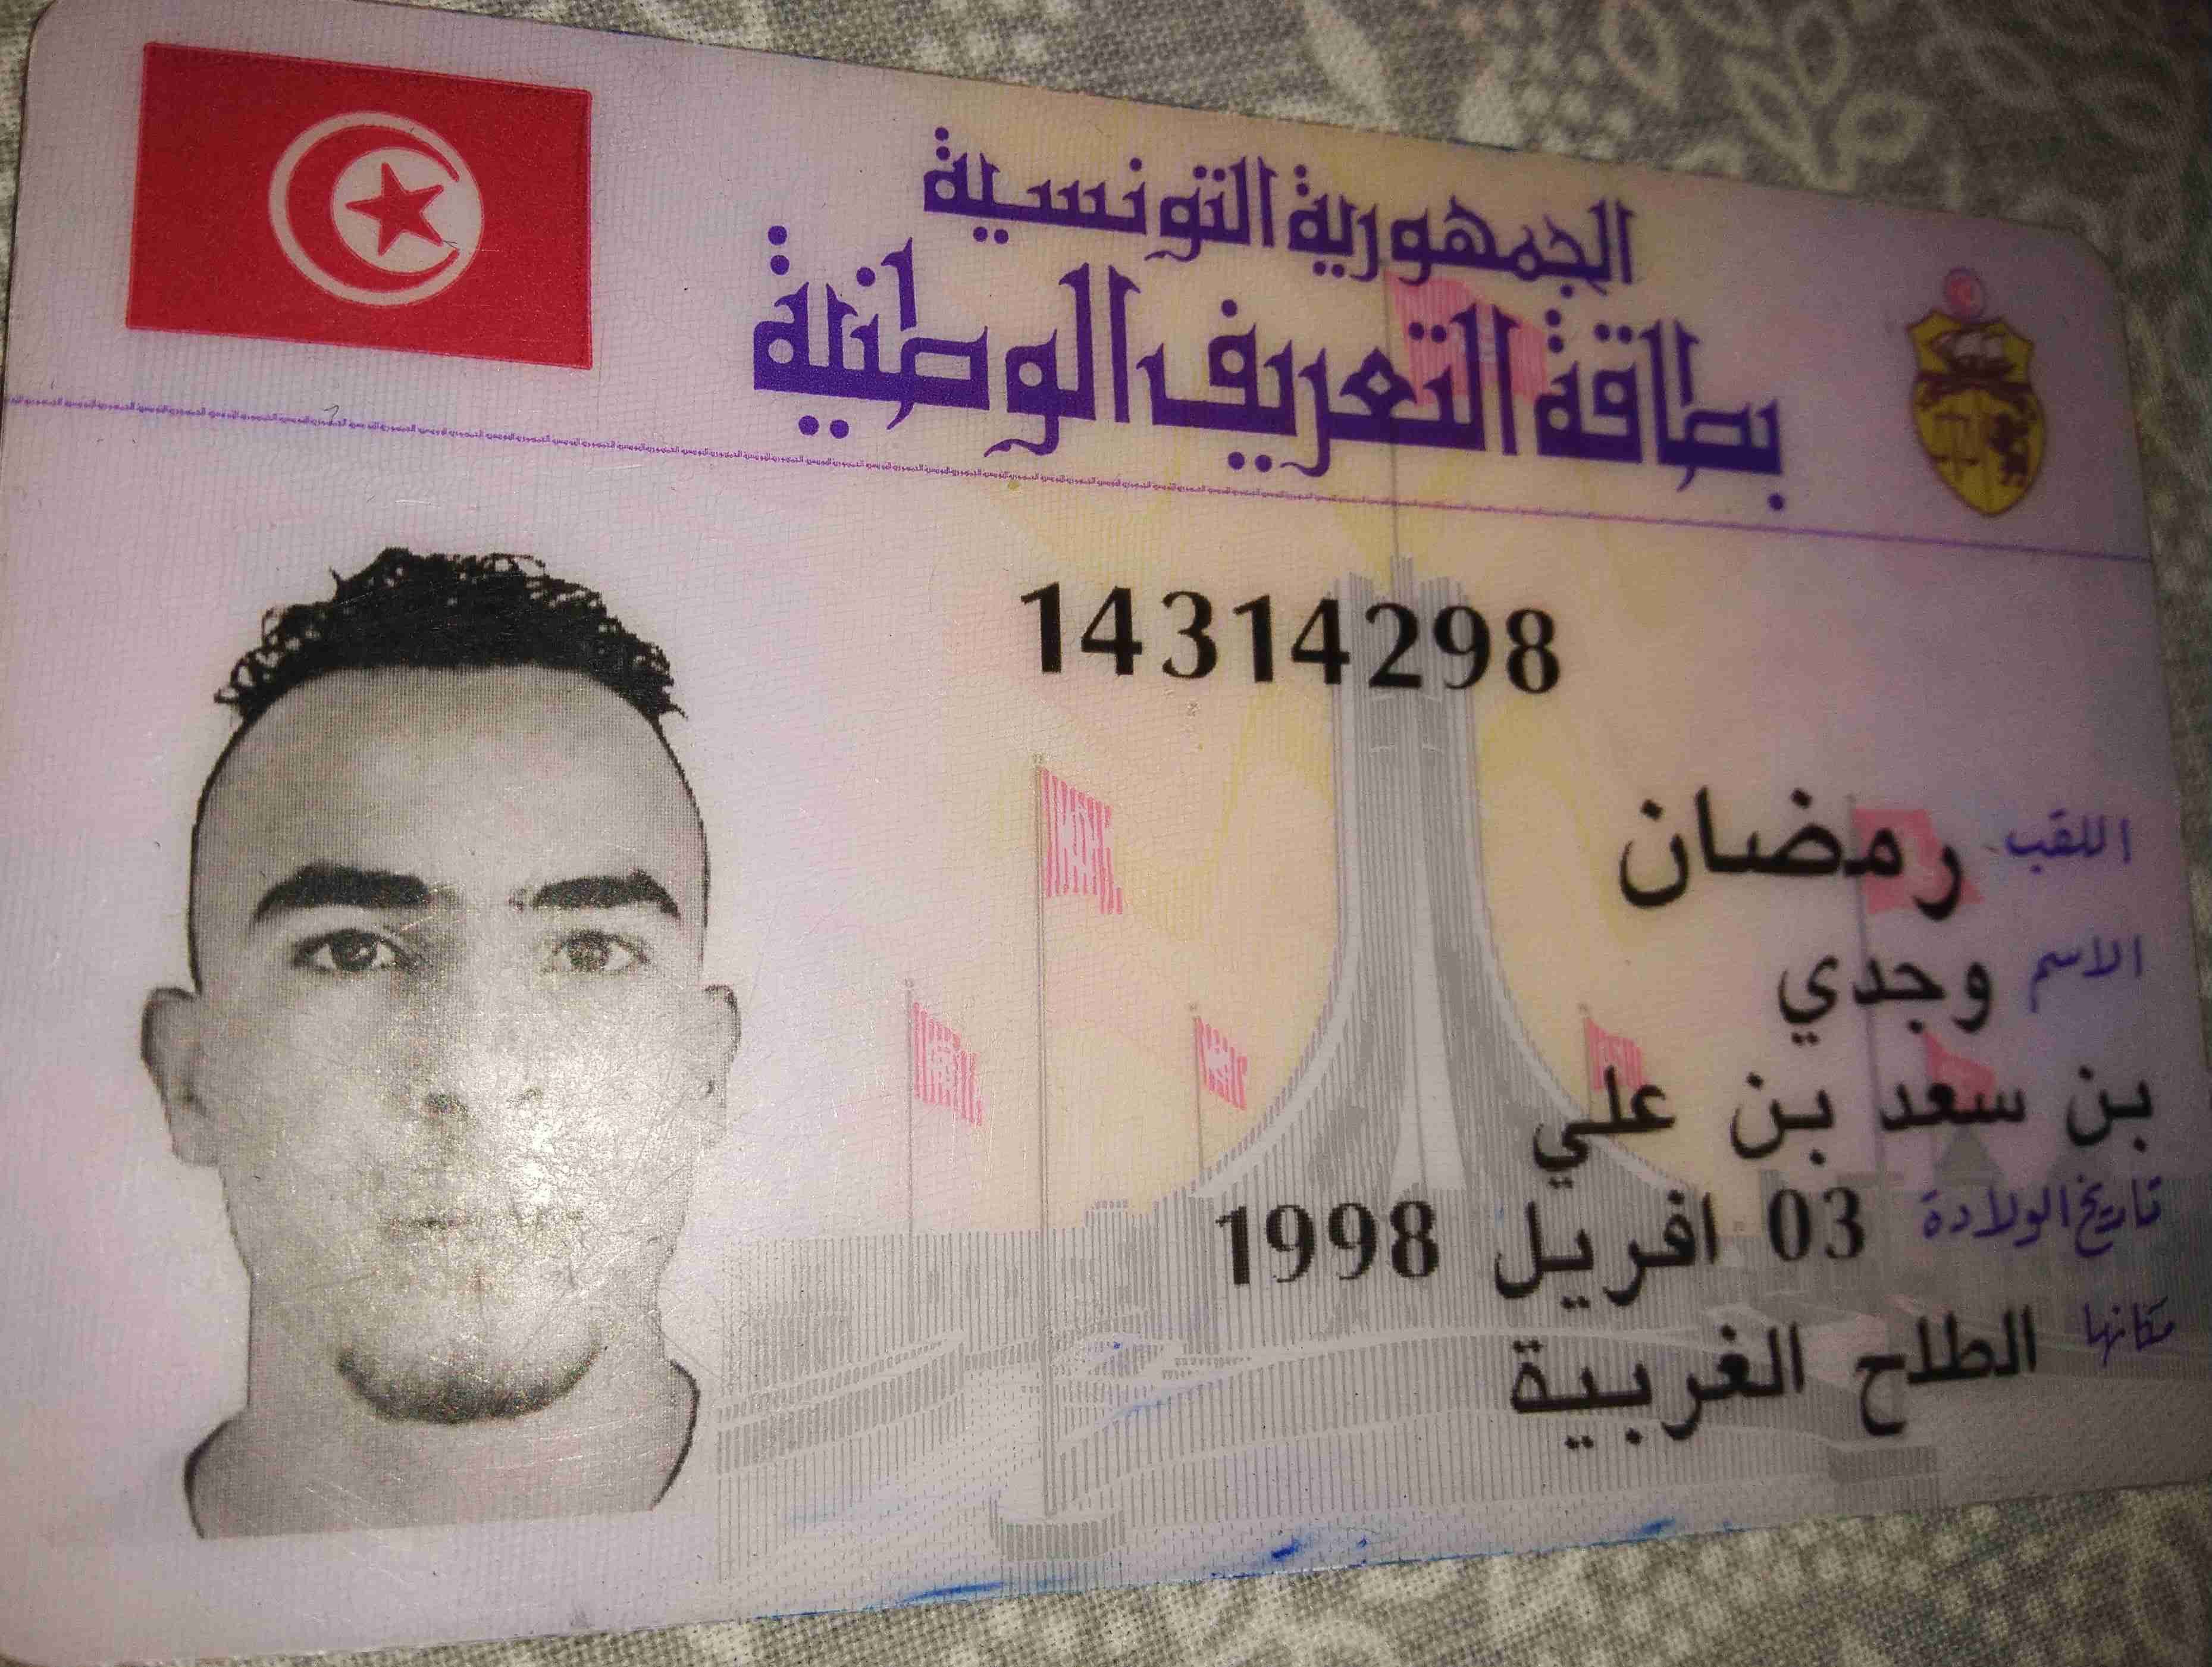 الجمهورية التونسية
بطاقة التعريف الوطنية
14314298
اللقب رمضان
الاسم وجدي
بن سعد بن علي
تاريخ الولادة 03 افريل 1998
مكانها الطلح الغربية